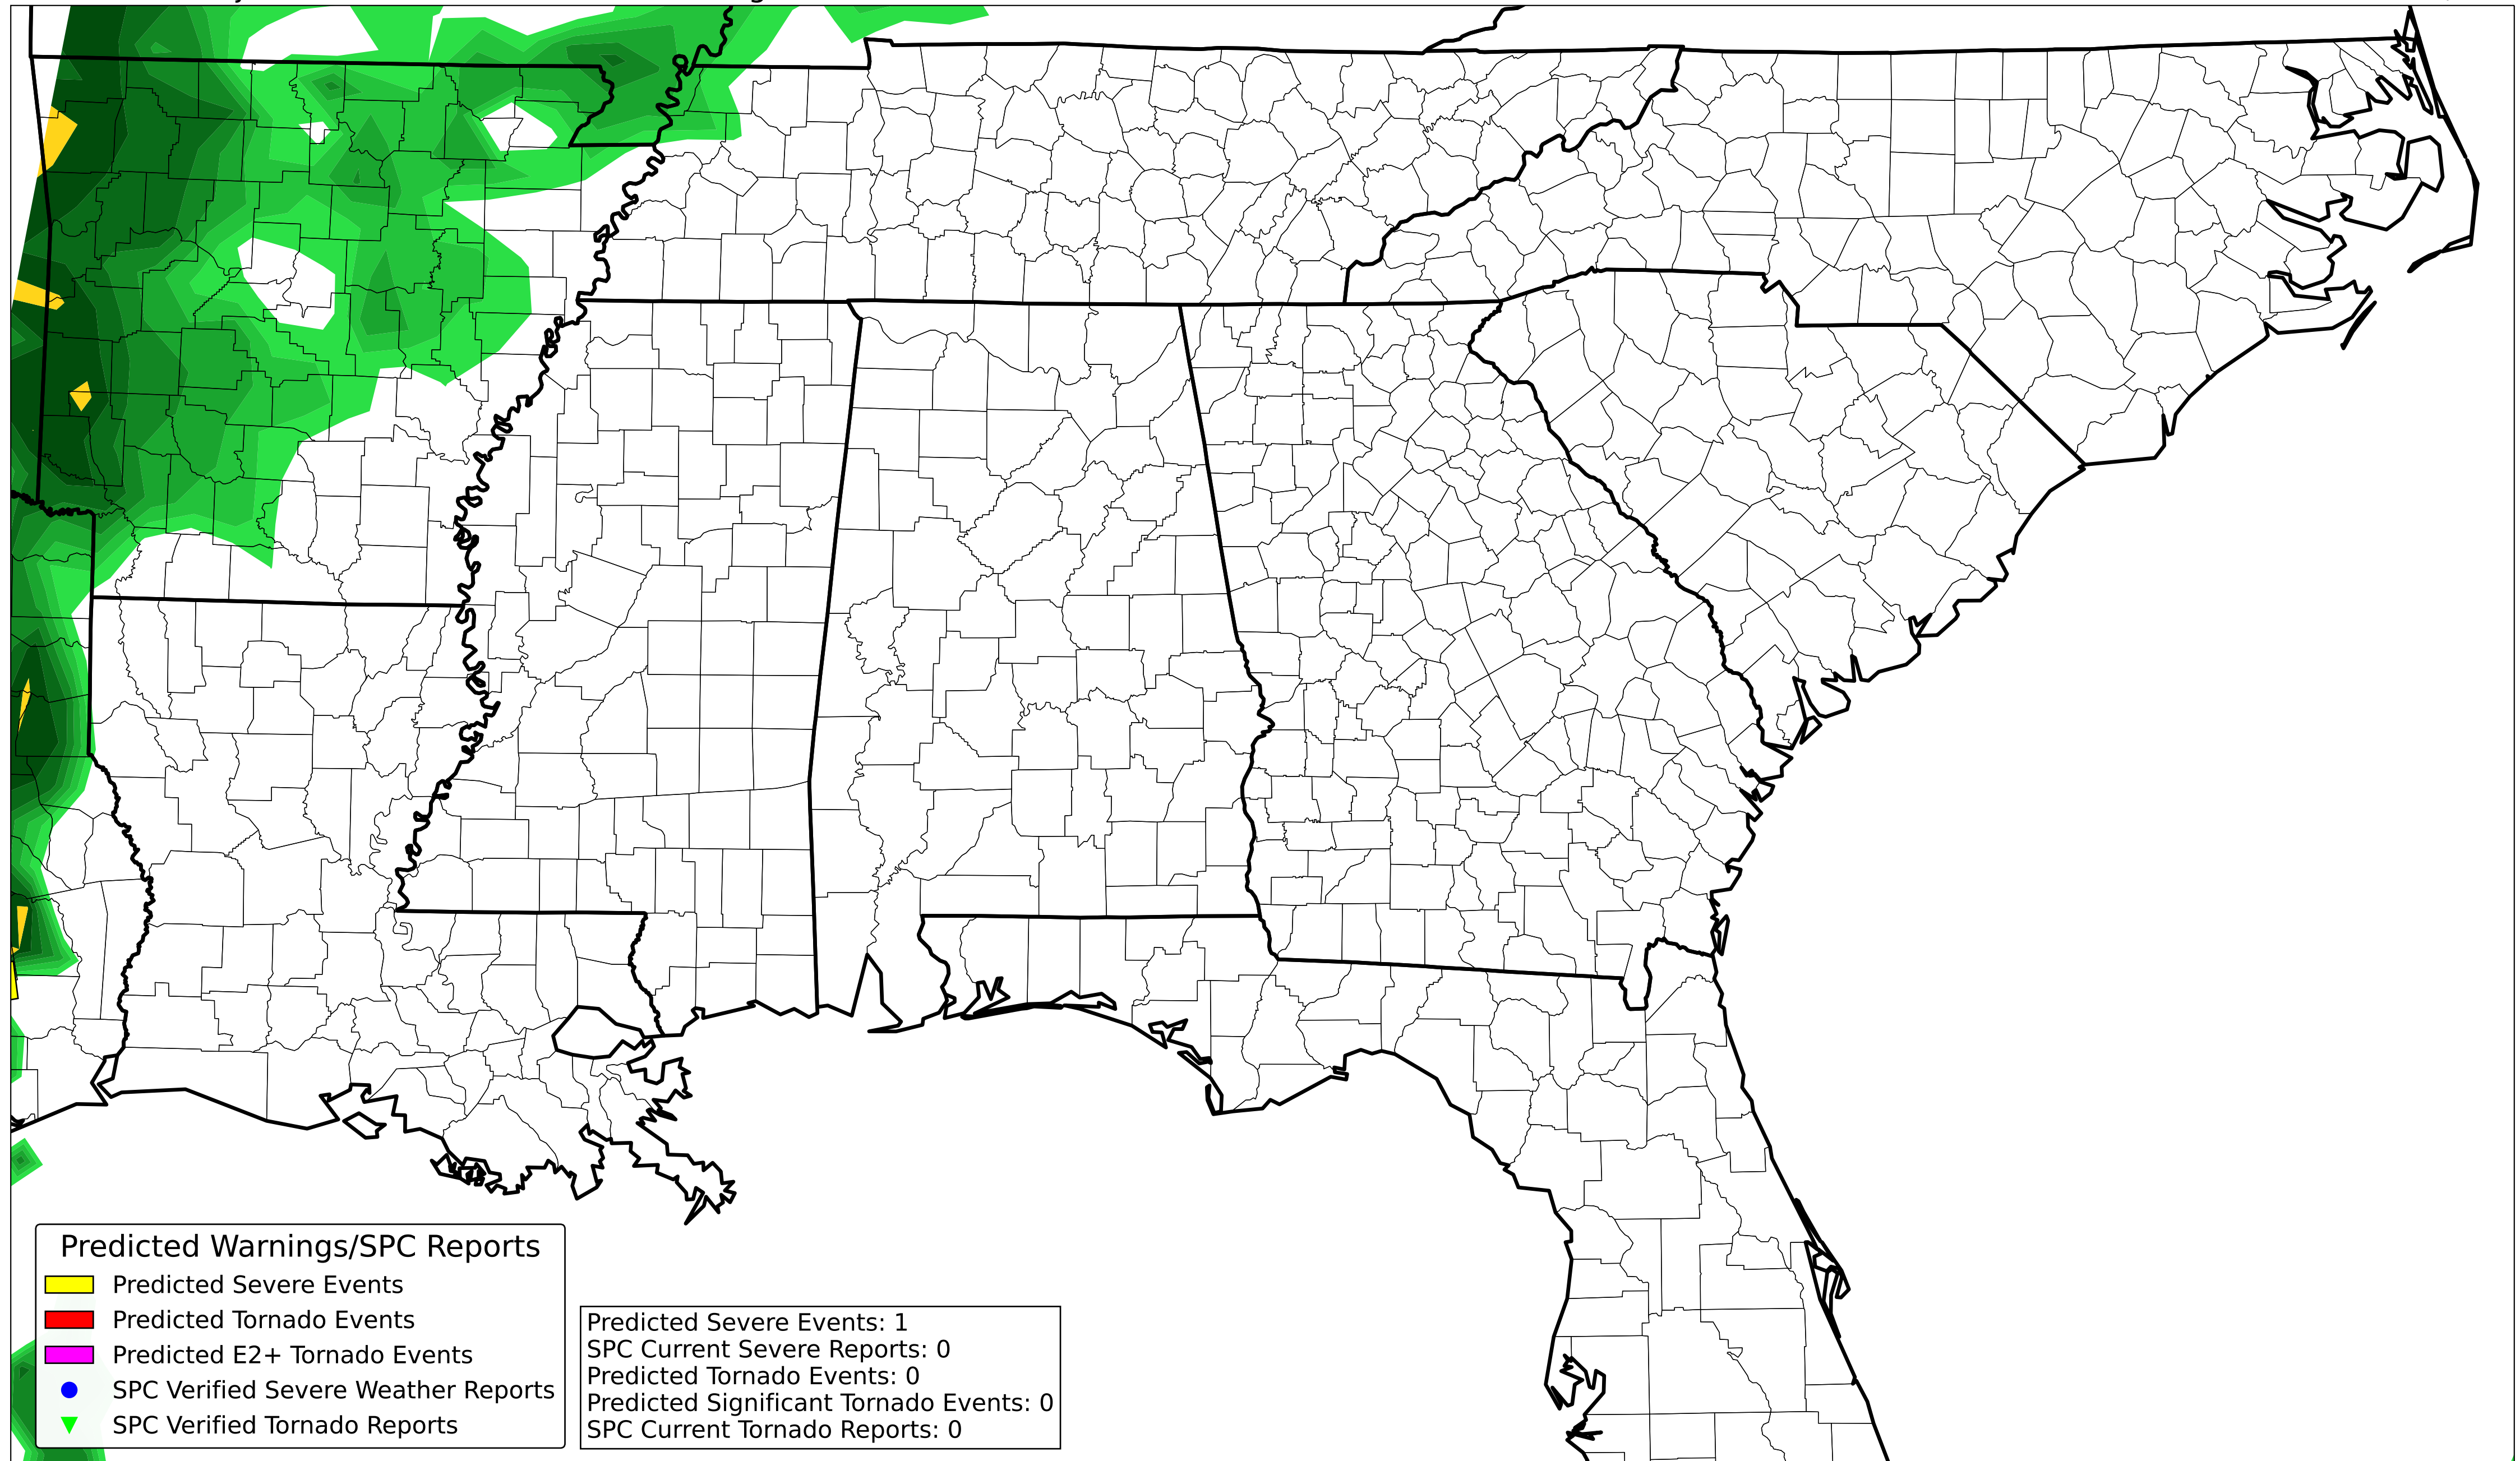 Predicted Warnings/SPC Reports
Predicted Severe Events
Predicted Tornado Events
Predicted E2+ Tornado Events
SPC Verified Severe Weather Reports
SPC Verified Tornado Reports
Predicted Severe Events: 1
SPC Current Severe Reports: 0
Predicted Tornado Events: 0
Predicted Significant Tornado Events: 0
SPC Current Tornado Reports: 0